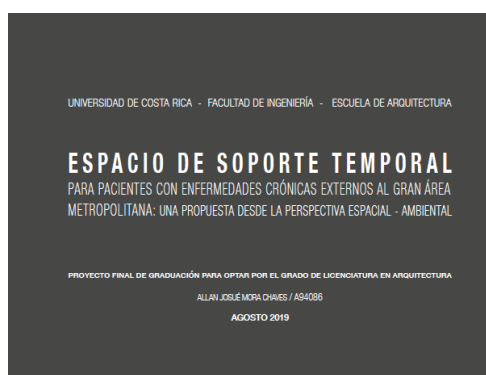 UNIVERSIDAD DE COSTA RICA - FACULTAD DE INGENIERÍA - ESCUELA DE ARQUITECTURA
ESPACIO DE SOPORTE TEMPORAL
PARA PACIENTES CON ENFERMEDADES CRÓNICAS EXTERNOS AL GRAN ÁREA
METROPOLITANA: UNA PROPUESTA DESDE LA PERSPECTIVA ESPACIAL - AMBIENTAL
PROYECTO FINAL DE GRADUACIÓN PARA OPTAR POR EL GRADO DE LICENCIATURA EN ARQUITECTURA
ALLAN JOSUÉ MORA CHAVES / A94086
AGOSTO 2019